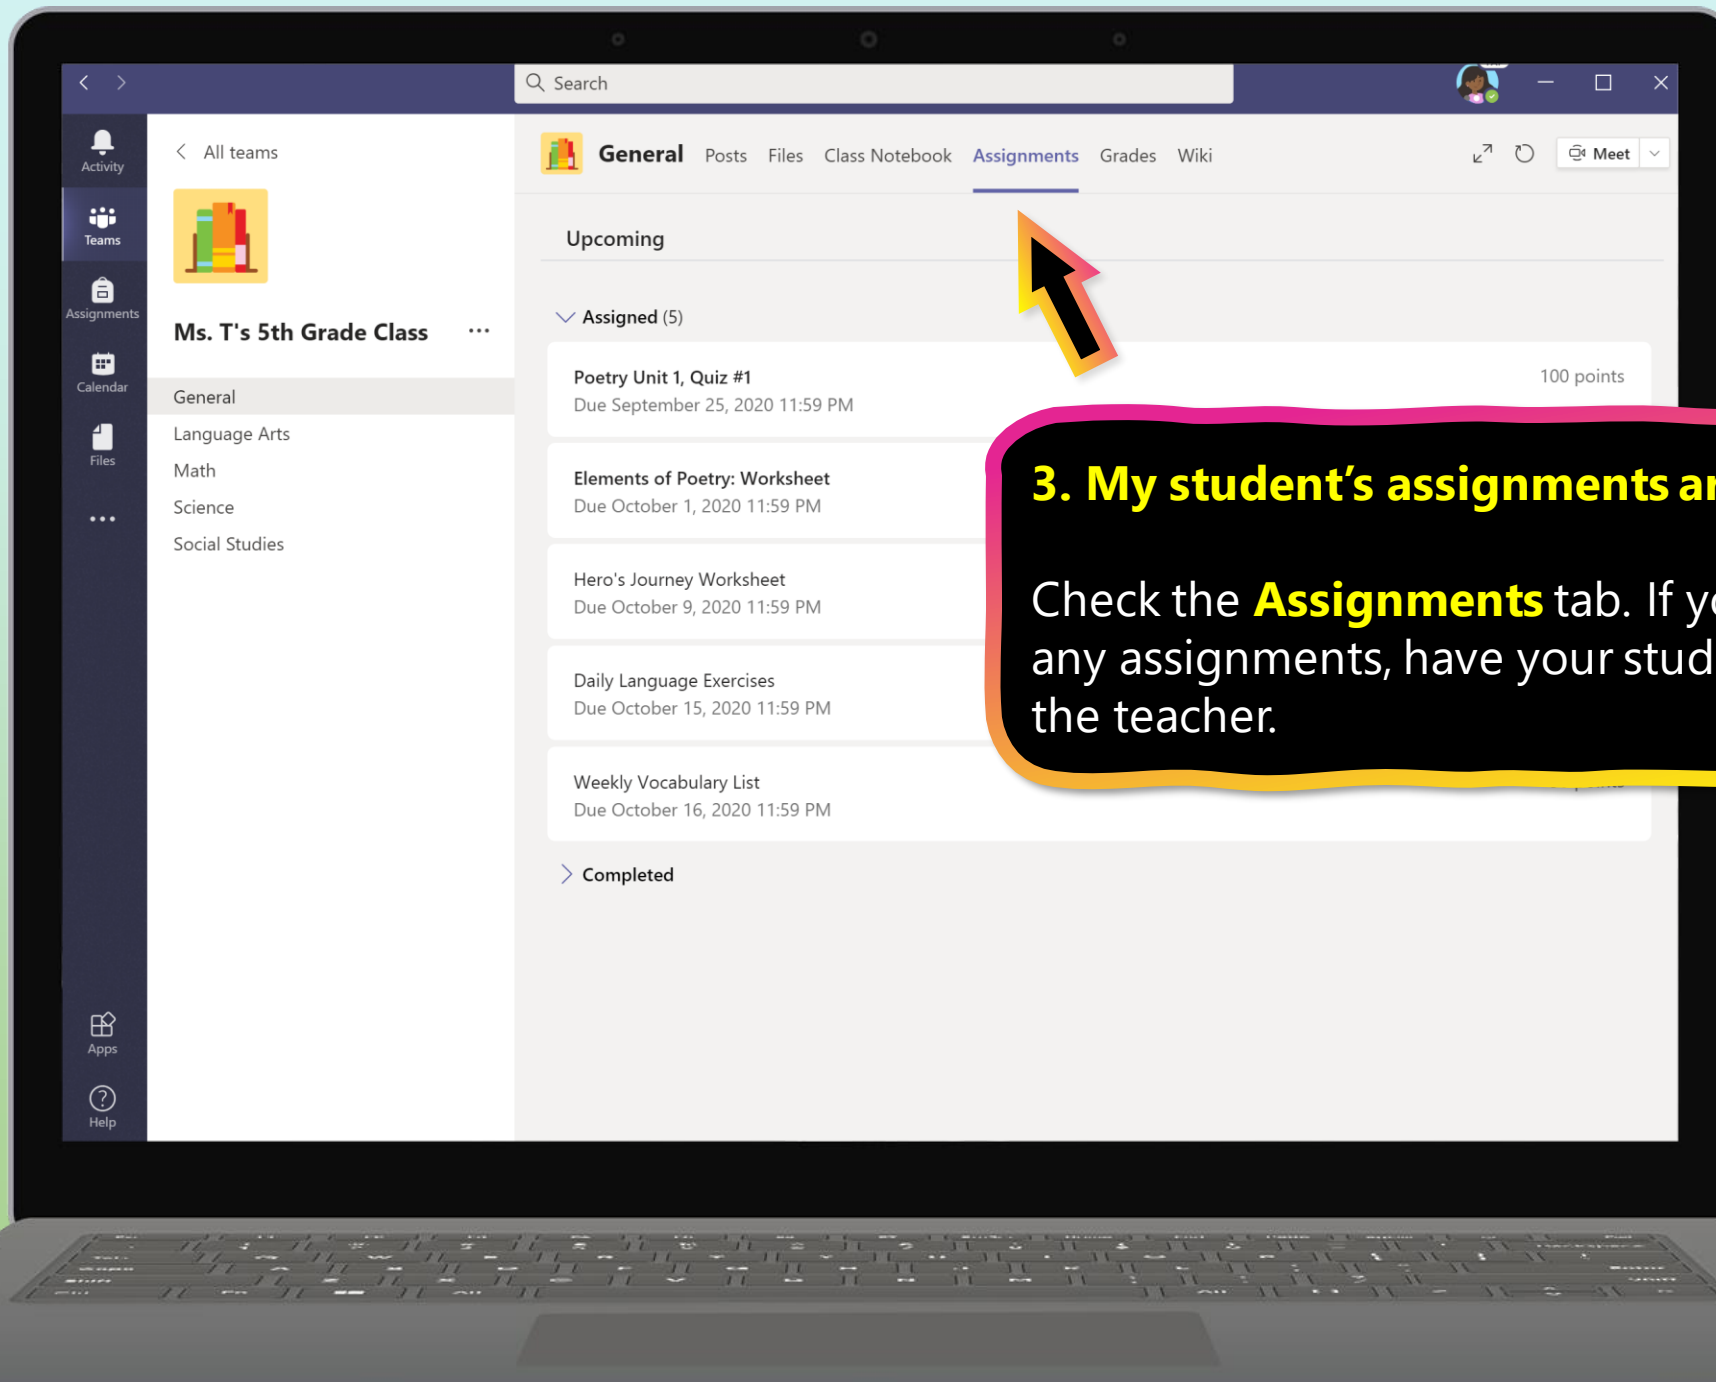 Search
Activity
Teams
Assignments
Calendar
Files
Apps
Help
All teams
Ms. T's 5th Grade Class
General
Language Arts
Math
Science
Social Studies
General Posts Files Class Notebook Assignments Grades Wiki
Meet
Upcoming
Assigned (5)
Poetry Unit 1, Quiz #1
100 points
Due September 25, 2020 11:59 PM
Elements of Poetry: Worksheet
Due October 1, 2020 11:59 PM
Hero's Journey Worksheet
Due October 9, 2020 11:59 PM
Daily Language Exercises
Due October 15, 2020 11:59 PM
Weekly Vocabulary List
Due October 16, 2020 11:59 PM
Completed
3. My student’s assignments
Check the Assignments tab. If
any assignments, have your
the teacher.